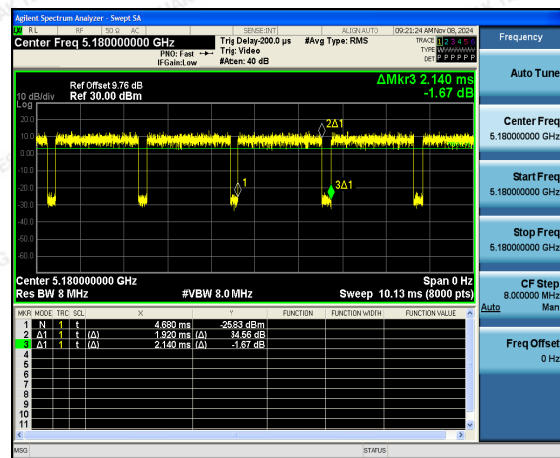 Agilent Spectrum Analyzer - Swept SA
RL RF 50 Ω AC SENSE:INT ALIGN AUTO 09:21:24 AM Nov 08, 2024
Center Freq 5.180000000 GHz
PNO: Fast
IFGain:Low
Trig Delay-200.0 µs
Trig: Video
#Atten: 40 dB
#Avg Type: RMS
TRACE 1 2 3 4 5 6
TYPE
DET P P P P P P
Ref Offset 9.76 dB
Ref 30.00 dBm
10 dB/div
Log
ΔMkr3 2.140 ms
-1.67 dB
20.0
10.0
0.00
-10.0
-20.0
-30.0
-40.0
-50.0
-60.0
2Δ1
1
3Δ1
Center 5.180000000 GHz
Span 0 Hz
Res BW 8 MHz
#VBW 8.0 MHz
Sweep 10.13 ms (8000 pts)
MKR MODE TRC SCL X Y FUNCTION FUNCTION WIDTH FUNCTION VALUE
1 N 1 t 4.680 ms -25.83 dBm
2 Δ1 1 t (Δ) 1.920 ms (Δ) 34.56 dB
3 Δ1 1 t (Δ) 2.140 ms (Δ) -1.67 dB
4
5
6
7
8
9
10
11
MSG
STATUS
Frequency
Auto Tune
Center Freq
5.180000000 GHz
Start Freq
5.180000000 GHz
Stop Freq
5.180000000 GHz
CF Step
8.000000 MHz
Auto Man
Freq Offset
0 Hz